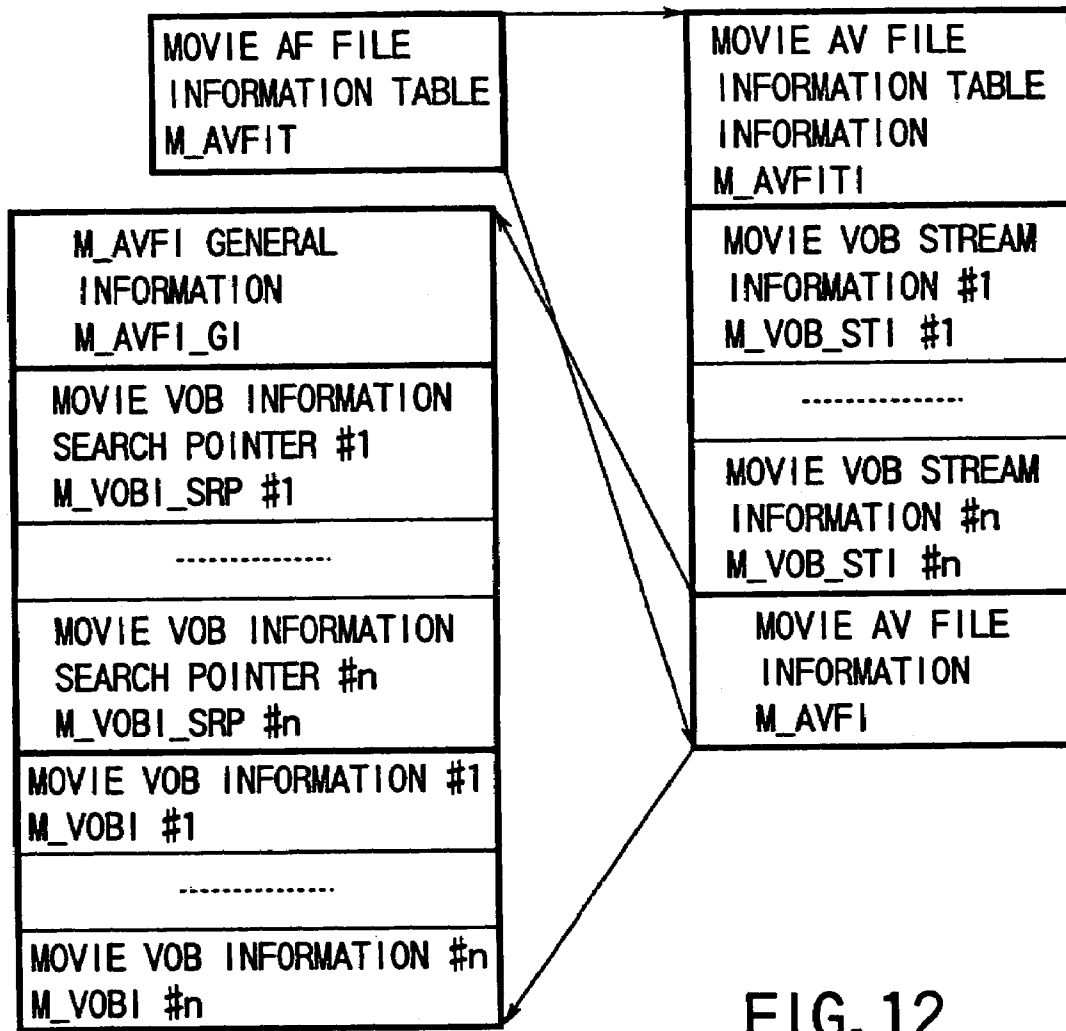 MOVIE AF FILE
INFORMATION TABLE
M_AVFIT
MOVIE AV FILE
INFORMATION TABLE
INFORMATION
M_AVFITI
MOVIE VOB STREAM
INFORMATION #1
M_VOB_STI #1
---------------
MOVIE VOB STREAM
INFORMATION #n
M_VOB_STI #n
MOVIE AV FILE
INFORMATION
M_AVFI
M_AVFI GENERAL
INFORMATION
M_AVFI_GI
MOVIE VOB INFORMATION
SEARCH POINTER #1
M_VOBI_SRP #1
---------------
MOVIE VOB INFORMATION
SEARCH POINTER #n
M_VOBI_SRP #n
MOVIE VOB INFORMATION #1
M_VOBI #1
---------------
MOVIE VOB INFORMATION #n
M_VOBI #n
FIG. 12